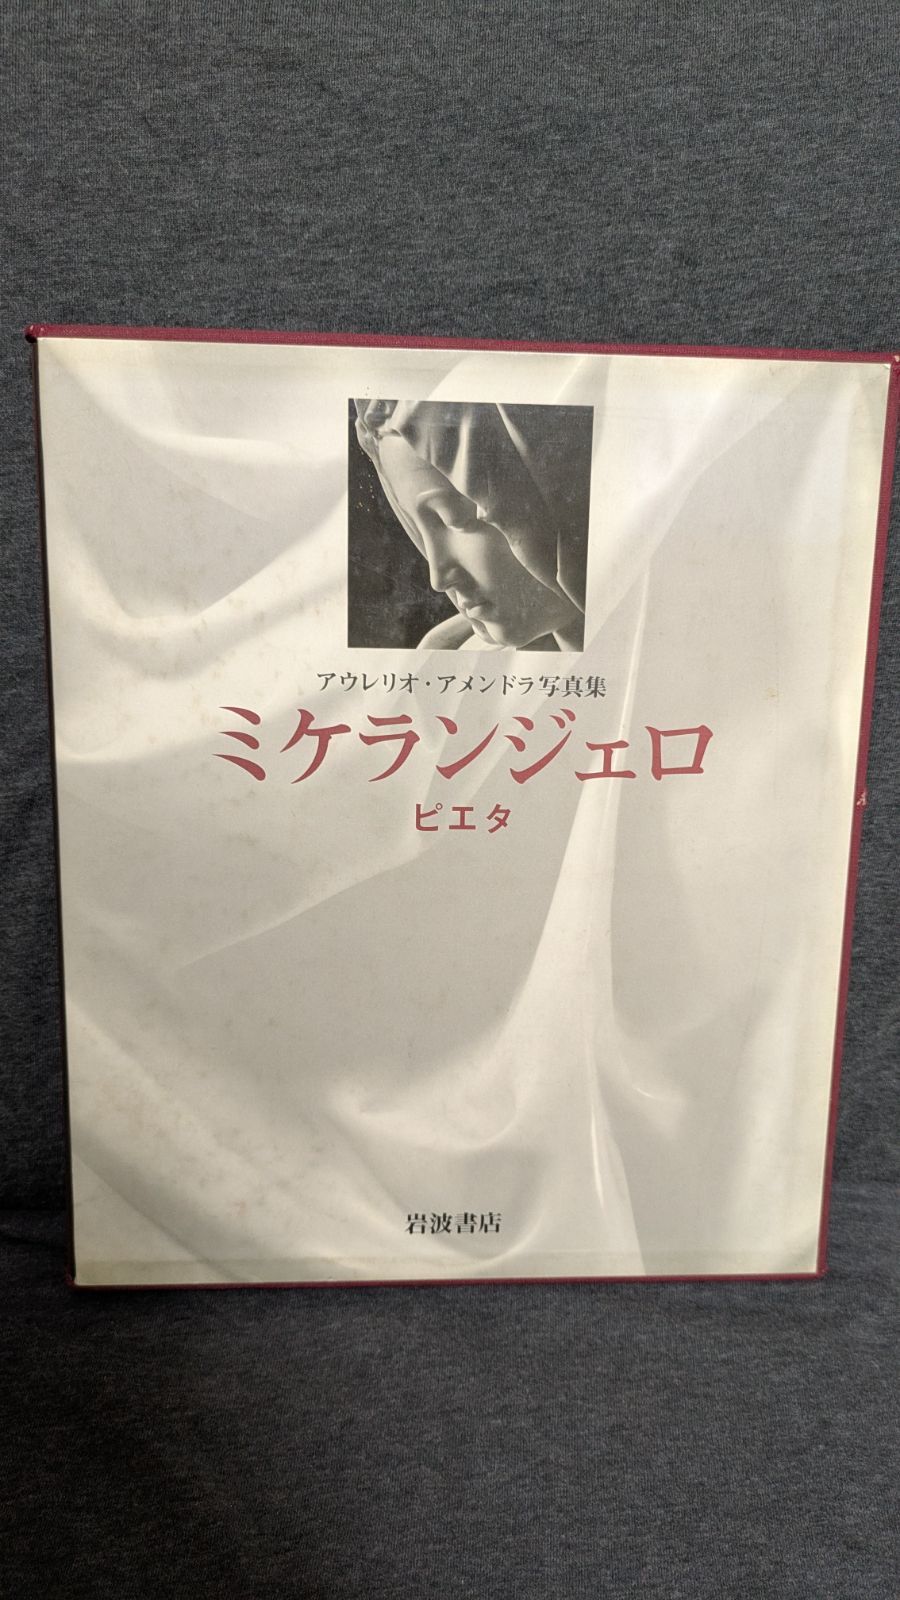 アウレリオ・アメンドラ写真集
ミケランジェロ
ピエタ
岩波書店